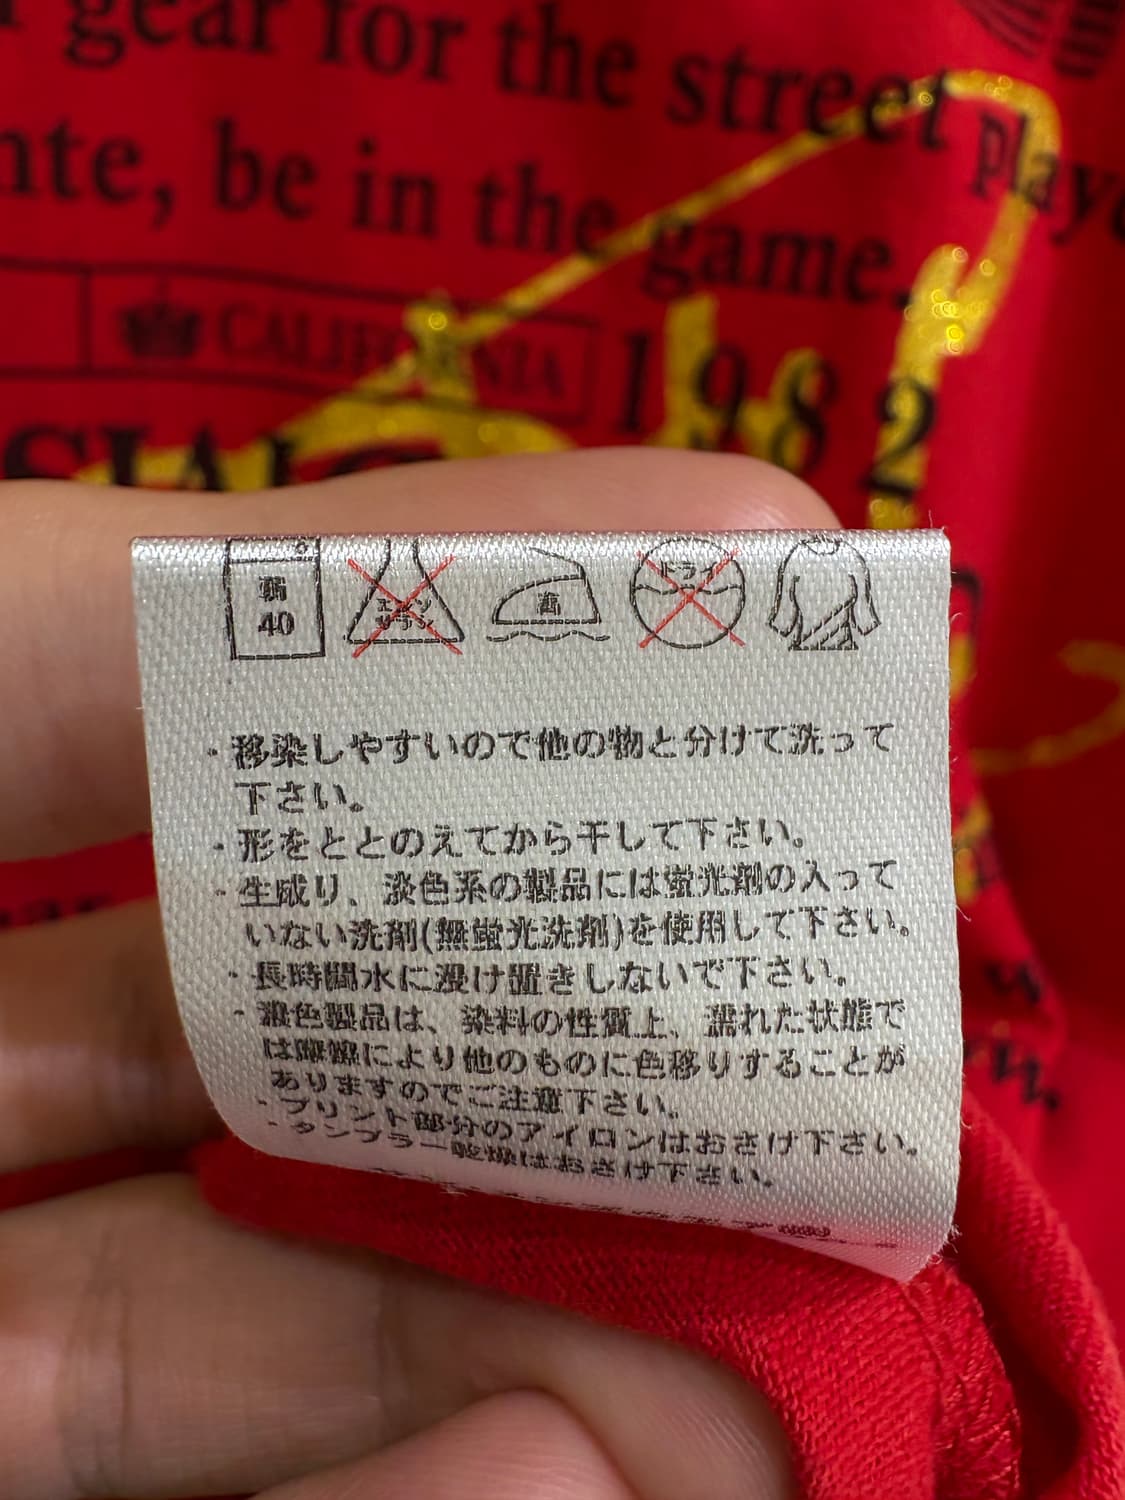 gear for the street playe
nte, be in the game.
CALIFORNIA
1982
弱
40
エンソ
サラシ
高
ドライ
・移染しやすいので他の物と分けて洗って
下さい。
・形をととのえてから干して下さい。
・生成り、淡色系の製品には蛍光剤の入って
いない洗剤(無蛍光洗剤)を使用して下さい。
・長時間水に浸け置きしないで下さい。
・濃色製品は、染料の性質上、濡れた状態で
は摩擦により他のものに色移りすることが
ありますのでご注意下さい。
・プリント部分のアイロンはおさけ下さい。
・タンブラー乾燥はおさけ下さい。